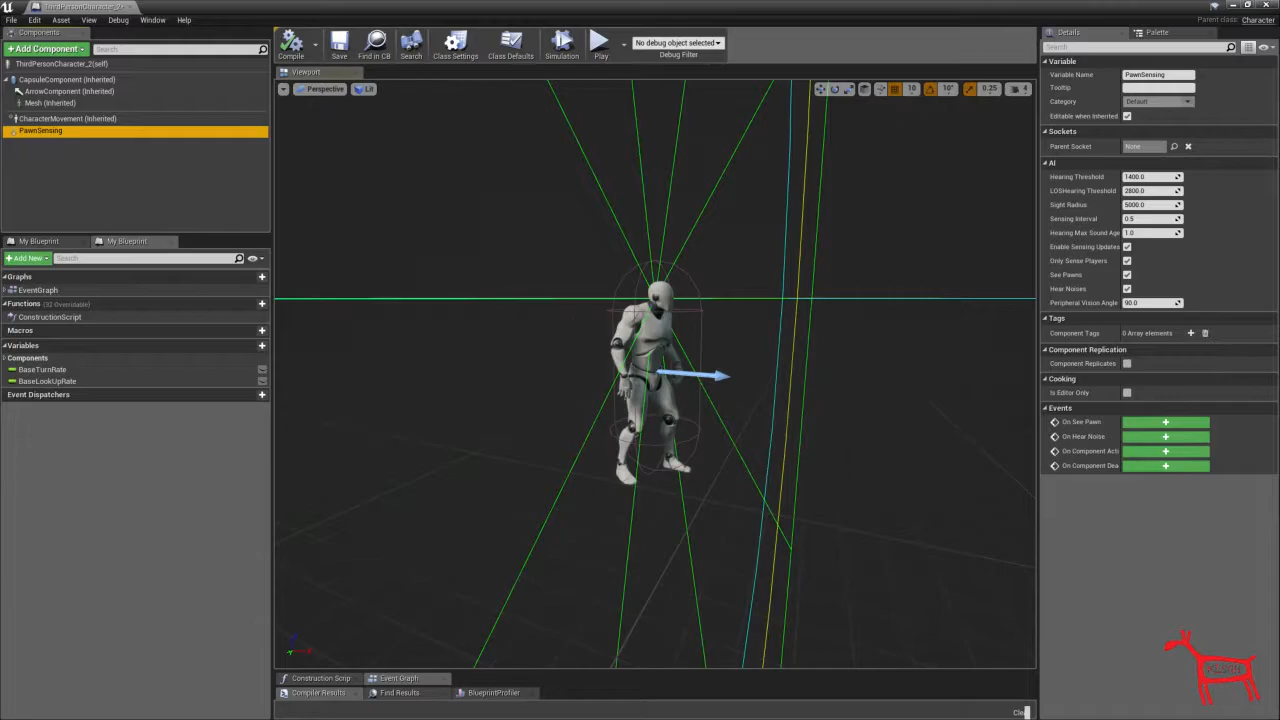 ThirdPersonCharacter_2
File Edit Asset View Debug Window Help
Parent class: Character
Components
+Add Component
Search
ThirdPersonCharacter_2(self)
CapsuleComponent (Inherited)
ArrowComponent (Inherited)
Mesh (Inherited)
CharacterMovement (Inherited)
PawnSensing
My Blueprint
My Blueprint
+Add New
Search
Graphs
EventGraph
Functions (32 Overridable)
ConstructionScript
Macros
Variables
Components
BaseTurnRate
BaseLookUpRate
Event Dispatchers
Compile
Save
Find in CB
Search
Class Settings
Class Defaults
Simulation
Play
No debug object selected
Debug Filter
Viewport
Perspective
Lit
10
10°
0.25
4
Construction Scrip
Event Graph
Compiler Results
Find Results
BlueprintProfiler
Cle
Details
Palette
Search
Variable
Variable Name PawnSensing
Tooltip
Category Default
Editable when Inherited
Sockets
Parent Socket None
AI
Hearing Threshold 1400.0
LOSHearing Threshold 2800.0
Sight Radius 5000.0
Sensing Interval 0.5
Hearing Max Sound Age 1.0
Enable Sensing Updates
Only Sense Players
See Pawns
Hear Noises
Peripheral Vision Angle 90.0
Tags
Component Tags 0 Array elements
Component Replication
Component Replicates
Cooking
Is Editor Only
Events
On See Pawn
On Hear Noise
On Component Acti
On Component Dea